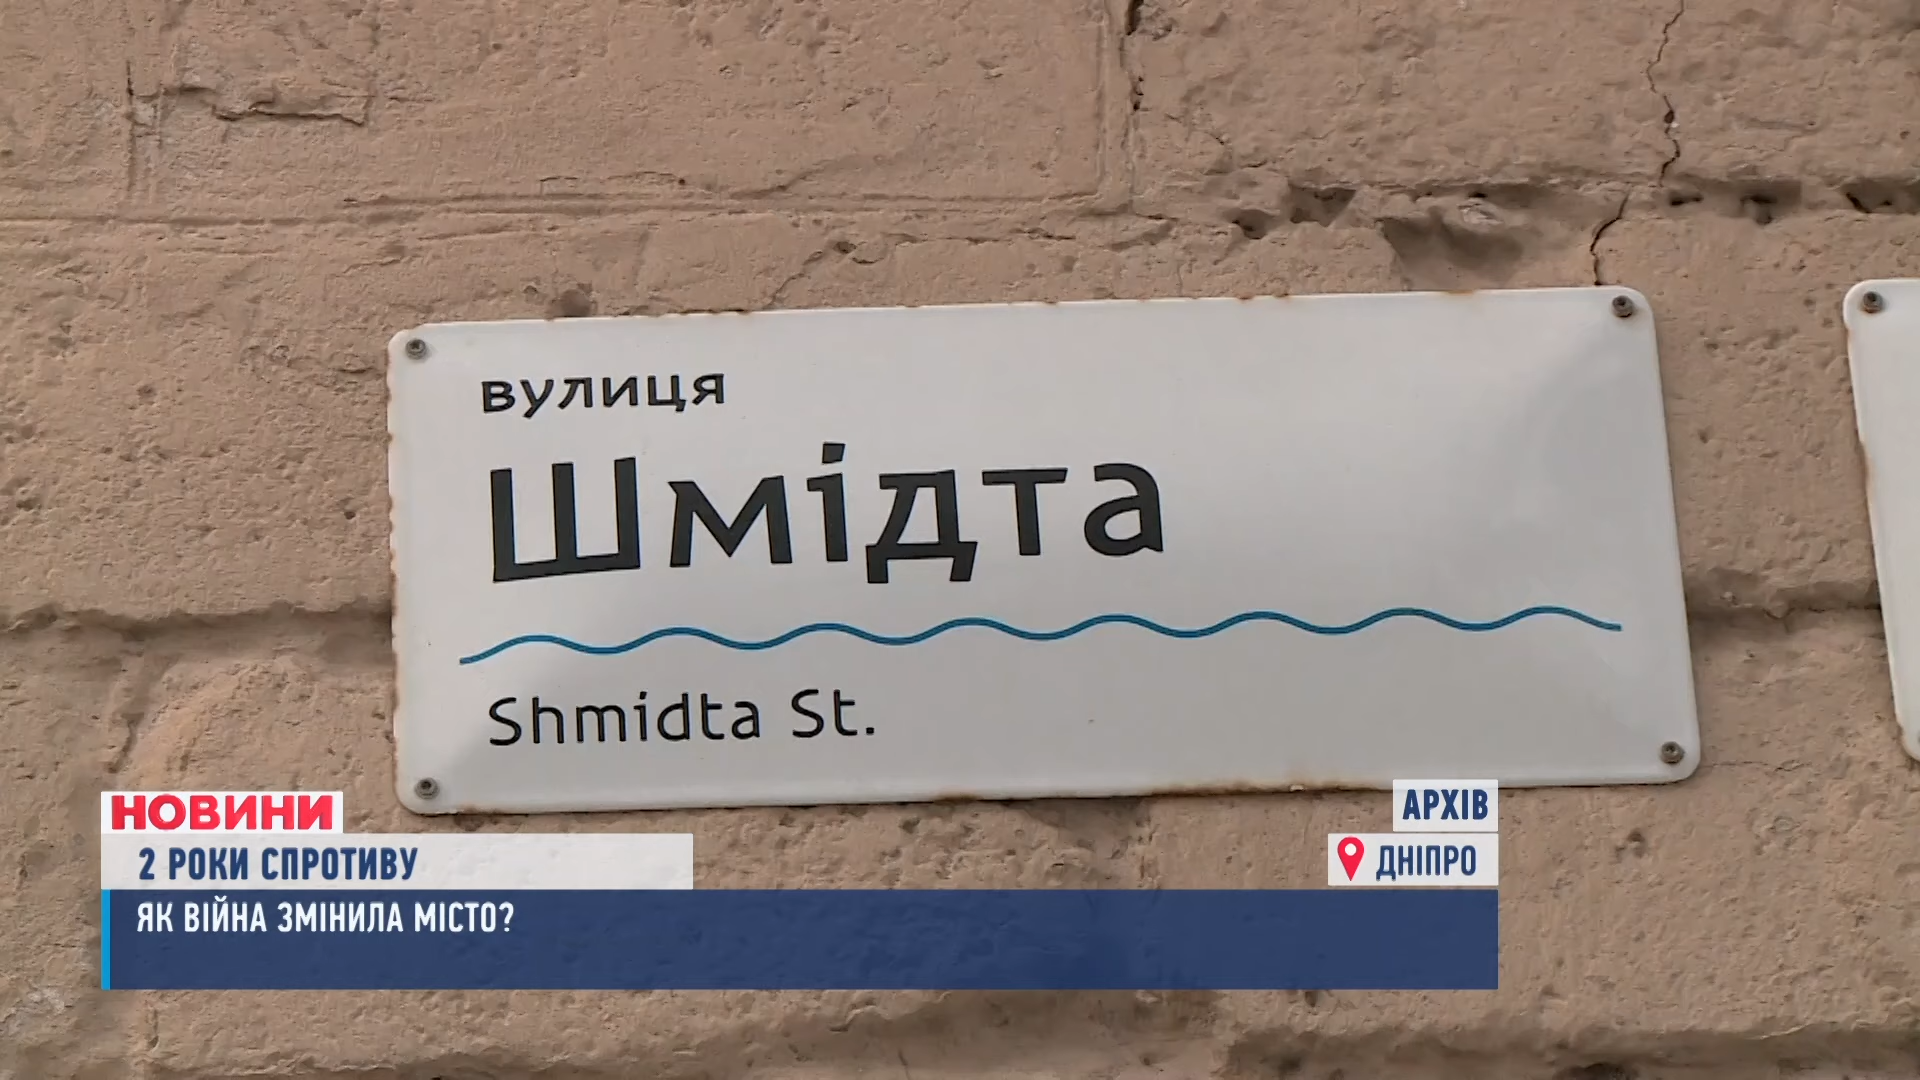 вулиця
Шмідта
Shmidta St.
НОВИНИ
АРХІВ
2 РОКИ СПРОТИВУ
ДНІПРО
ЯК ВІЙНА ЗМІНИЛА МІСТО?